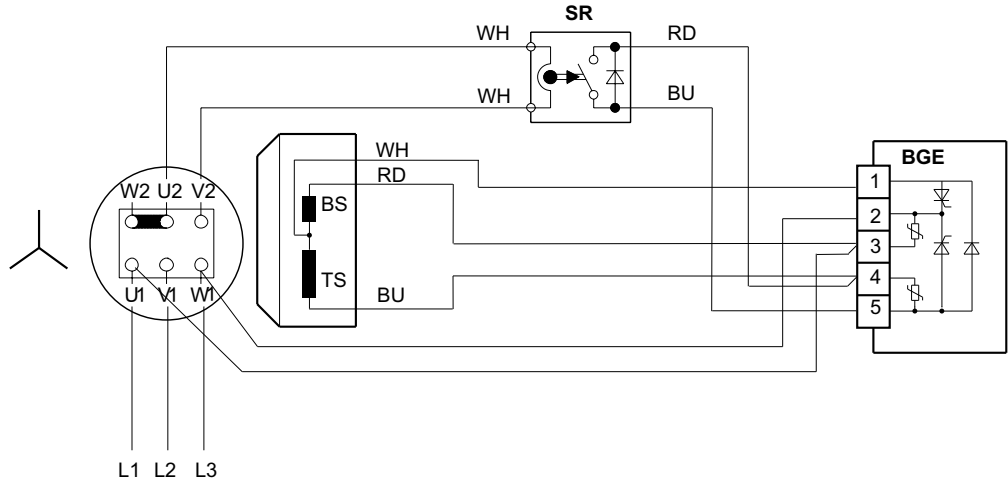 SR
WH
RD
WH
BU
BGE
WH
RD
BS
TS
BU
W2 U2 V2
U1 V1 W1
1
2
3
4
5
L1 L2 L3